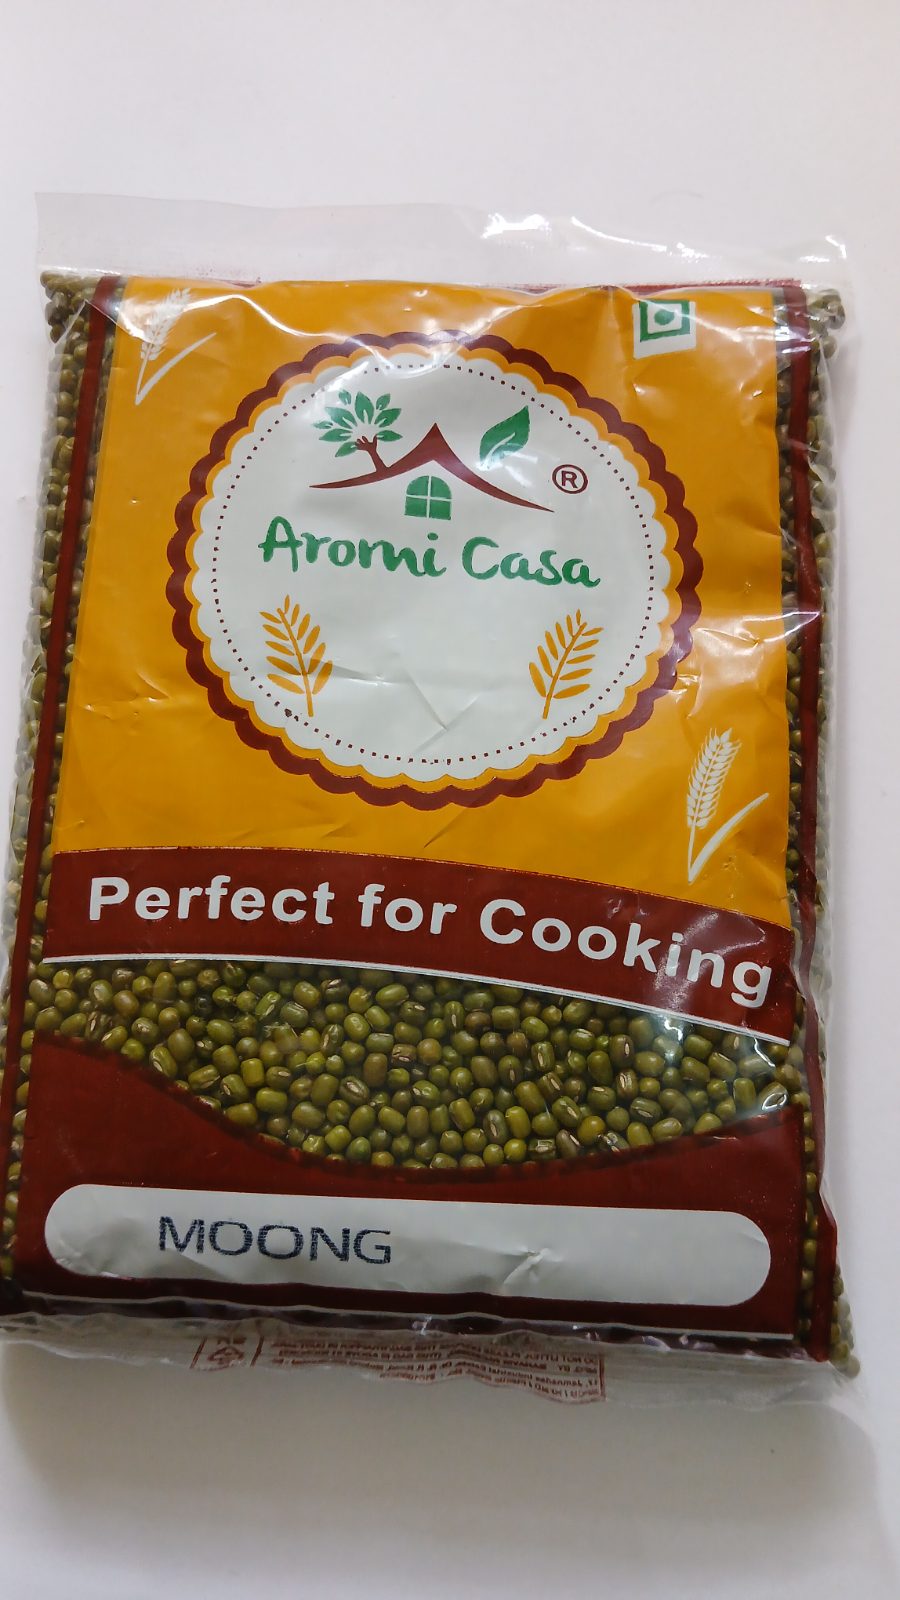 ®
Aromi Casa
Perfect for Cooking
MOONG